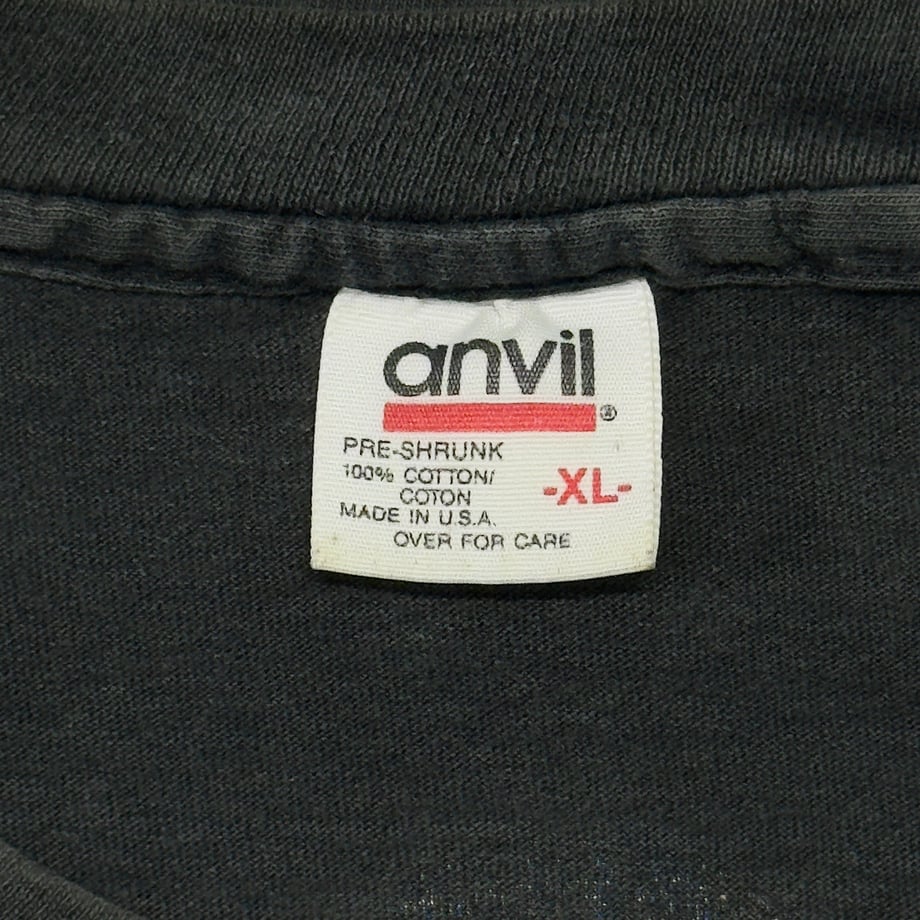 anvil ®
PRE-SHRUNK
100% COTTON/
COTON
-XL-
MADE IN U.S.A.
OVER FOR CARE